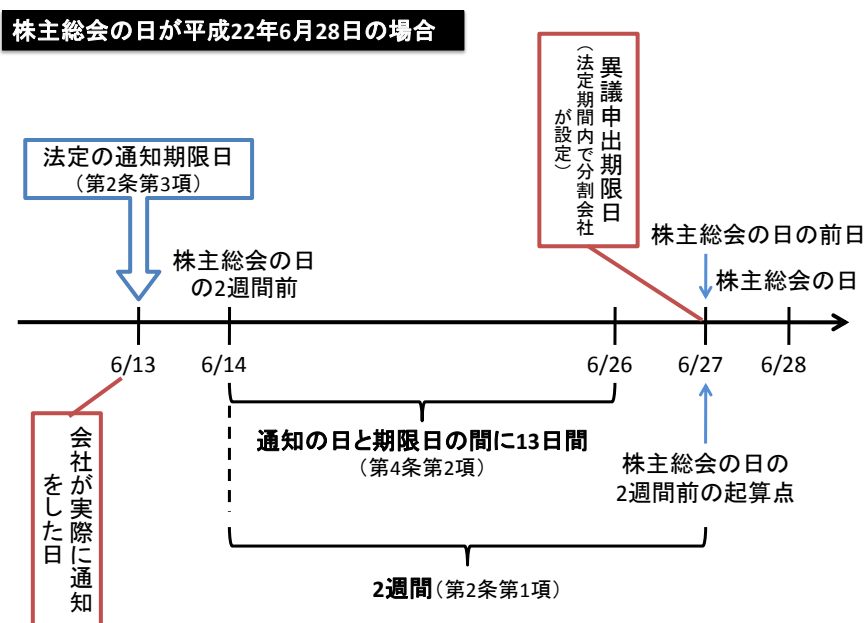 株主総会の日が平成22年6月28日の場合
異議申出期限日
（法定期間内で分割会社
が設定）
法定の通知期限日
（第2条第3項）
株主総会の日
の2週間前
株主総会の日の前日
株主総会の日
6/13
6/14
6/26
6/27
6/28
会社が実際に通知
をした日
通知の日と期限日の間に13日間
（第4条第2項）
株主総会の日の
2週間前の起算点
2週間（第2条第1項）